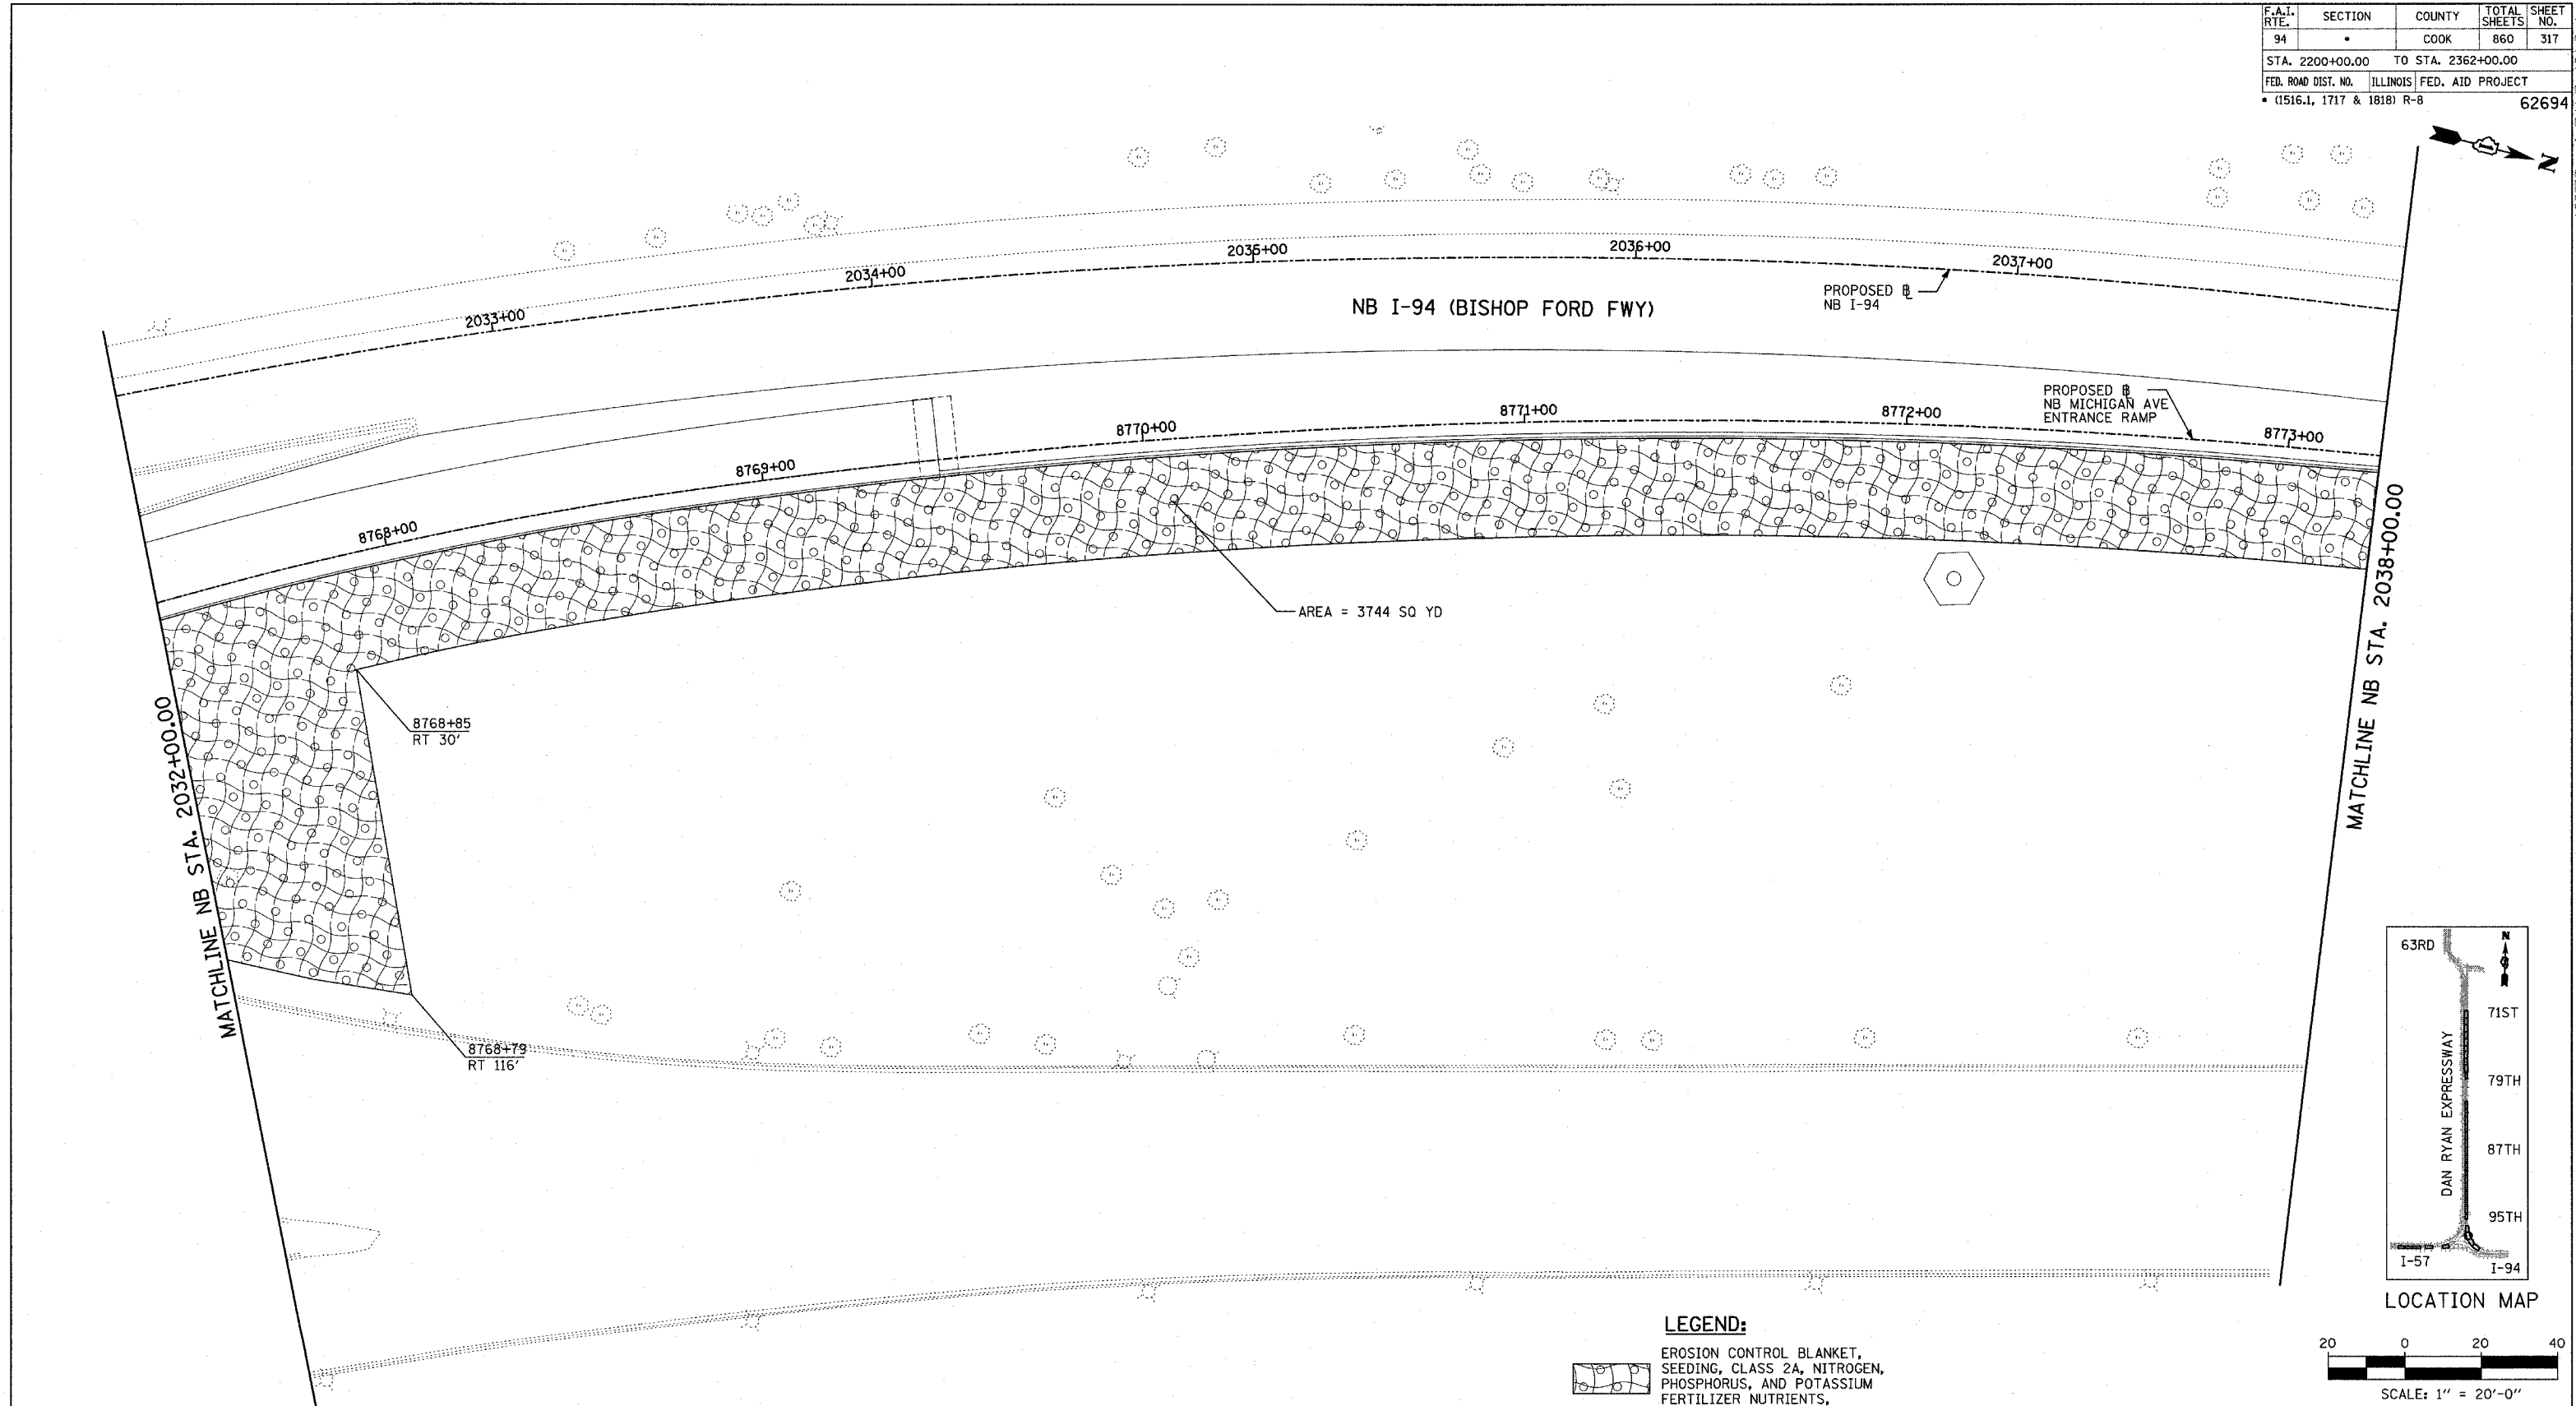 F.A.I. RTE. SECTION COUNTY TOTAL SHEETS SHEET NO.
94 * COOK 860 317
STA. 2200+00.00 TO STA. 2362+00.00
FED. ROAD DIST. NO. ILLINOIS FED. AID PROJECT
* (1516.1, 1717 & 1818) R-8 62694
N
2033+00
2034+00
2035+00
2036+00
2037+00
NB I-94 (BISHOP FORD FWY)
PROPOSED ℄
NB I-94
PROPOSED ℄
NB MICHIGAN AVE
ENTRANCE RAMP
8768+00
8769+00
8770+00
8771+00
8772+00
8773+00
AREA = 3744 SQ YD
8768+85
RT 30'
8768+79
RT 116'
MATCHLINE NB STA. 2032+00.00
MATCHLINE NB STA. 2038+00.00
63RD
N
71ST
79TH
87TH
95TH
DAN RYAN EXPRESSWAY
I-57
I-94
LOCATION MAP
LEGEND:
EROSION CONTROL BLANKET,
SEEDING, CLASS 2A, NITROGEN,
PHOSPHORUS, AND POTASSIUM
FERTILIZER NUTRIENTS,
20 0 20 40
SCALE: 1" = 20'-0"